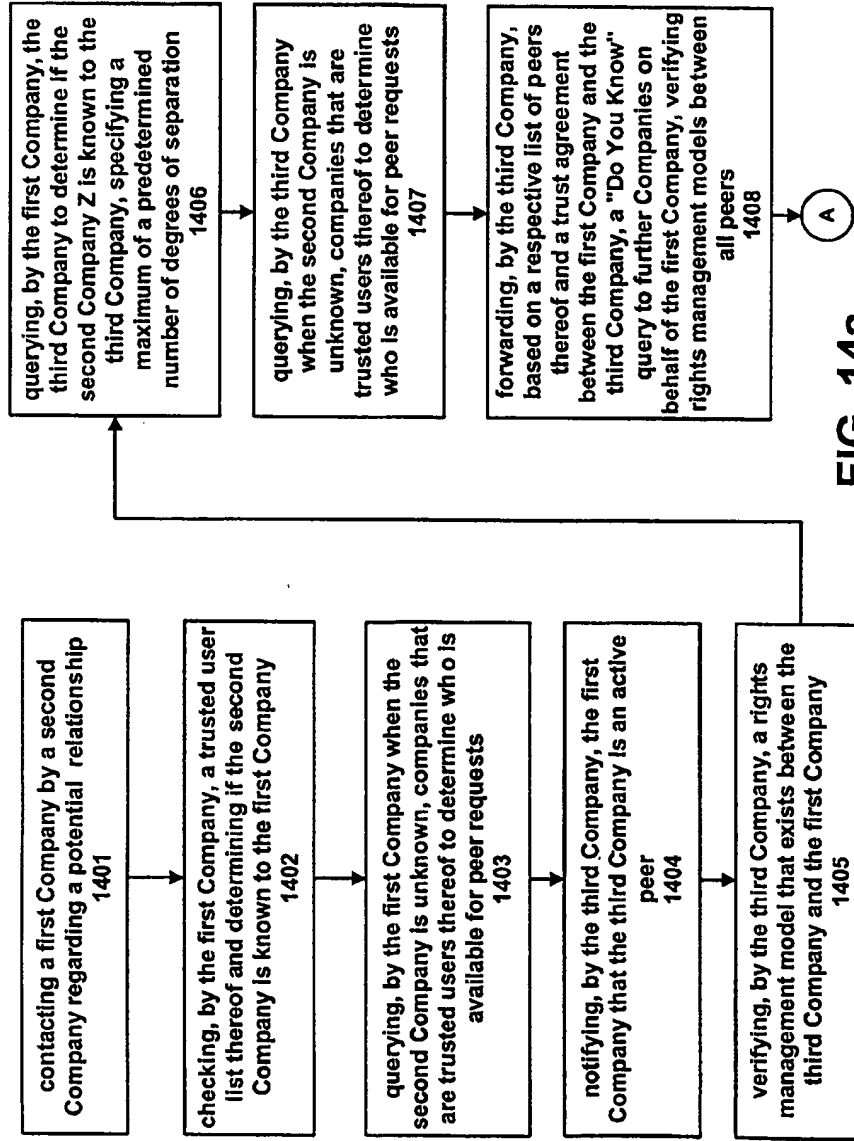 contacting a first Company by a second
Company regarding a potential relationship
1401
checking, by the first Company, a trusted user
list thereof and determining if the second
Company is known to the first Company
1402
querying, by the first Company when the
second Company is unknown, companies that
are trusted users thereof to determine who is
available for peer requests
1403
notifying, by the third Company, the first
Company that the third Company is an active
peer
1404
verifying, by the third Company, a rights
management model that exists between the
third Company and the first Company
1405
querying, by the first Company, the
third Company to determine if the
second Company Z is known to the
third Company, specifying a
maximum of a predetermined
number of degrees of separation
1406
querying, by the third Company
when the second Company is
unknown, companies that are
trusted users thereof to determine
who is available for peer requests
1407
forwarding, by the third Company,
based on a respective list of peers
thereof and a trust agreement
between the first Company and the
third Company, a "Do You Know"
query to further Companies on
behalf of the first Company, verifying
rights management models between
all peers
1408
A
FIG. 14a